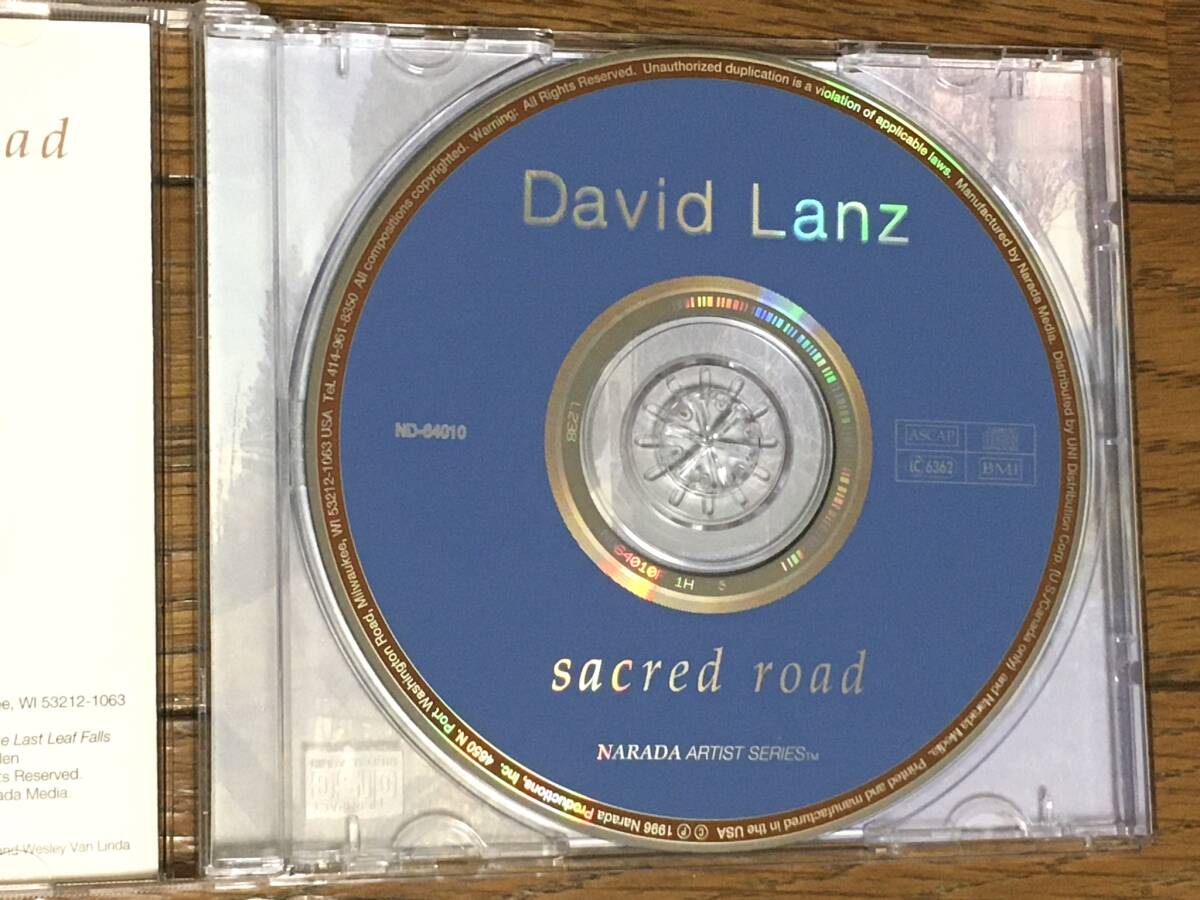 ad
e, WI 53212-1063
e Last Leaf Falls
len
ts Reserved.
ada Media
and Wesley Van Linda
David Lanz
ND-64010
ASCAP
LC 6362
BMI
L238
64010 1H 5
sacred road
NARADA ARTIST SERIES™
© ℗ 1996 Narada Productions, Inc. 4650 N. Port Washington Road, Milwaukee, WI 53212-1063 USA Tel. 414-961-8350 All compositions copyrighted. Warning: All Rights Reserved. Unauthorized duplication is a violation of applicable laws. Manufactured by Narada Media. Distributed by UNI Distribution Corp. (U.S./Canada only) and Narada Media. Printed and manufactured in the USA